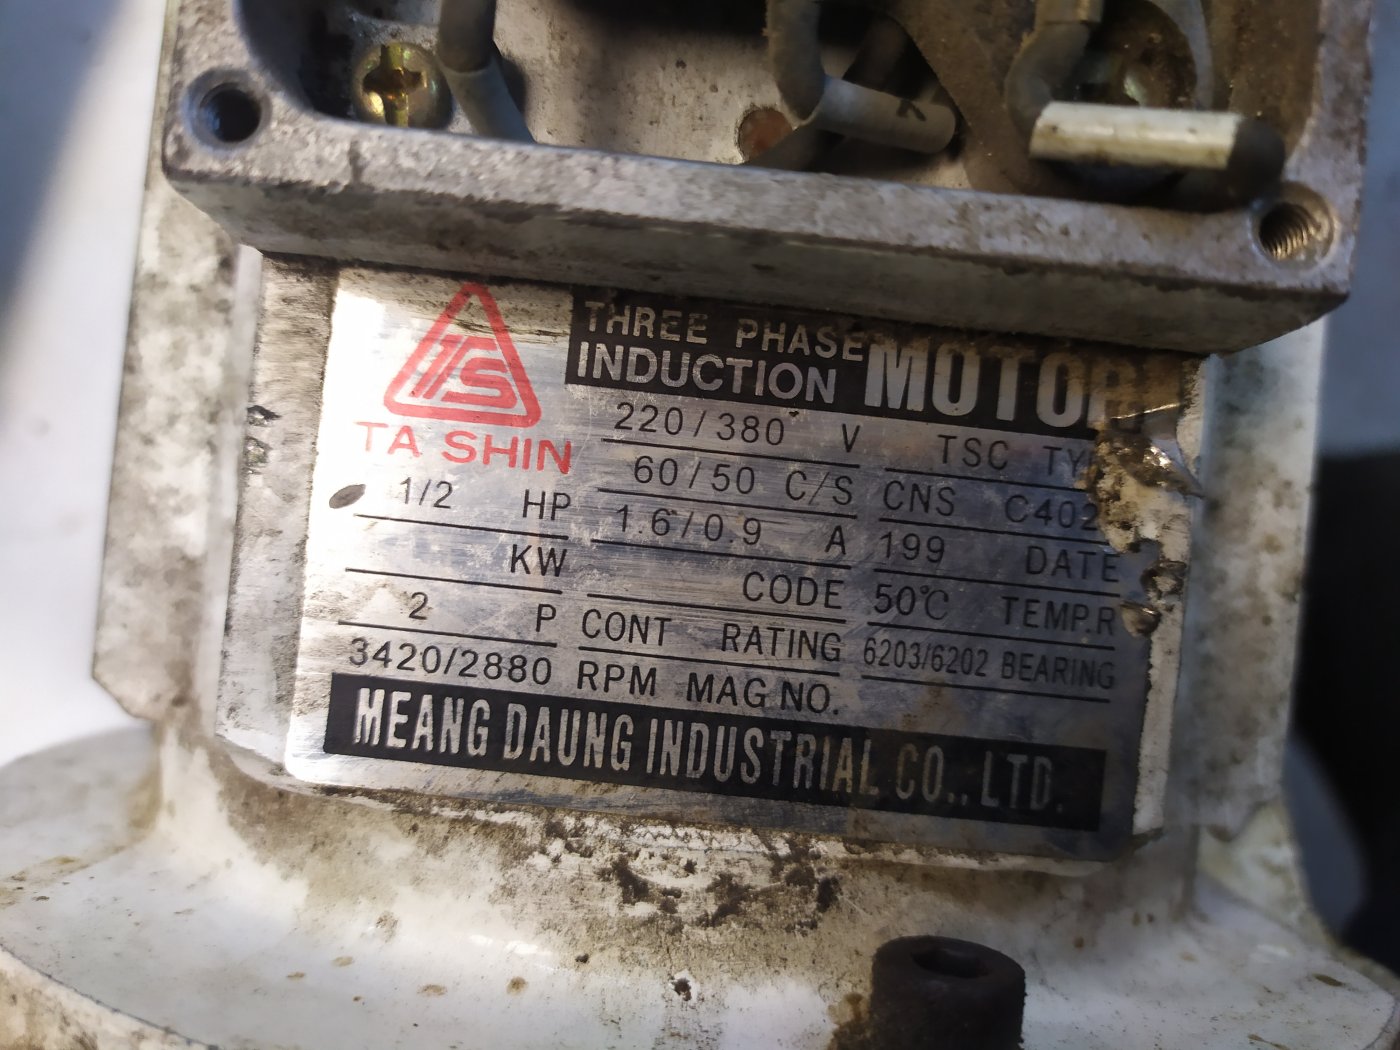 TS
TA SHIN
THREE PHASE
INDUCTION MOTOR
220/380 V TSC
1/2 HP 60/50 C/S CNS C402
KW 1.6/0.9 A 199 DATE
2 P CODE 50°C TEMP.R
3420/2880 RPM CONT RATING 6203/6202 BEARING
MAG NO.
MEANG DAUNG INDUSTRIAL CO., LTD.